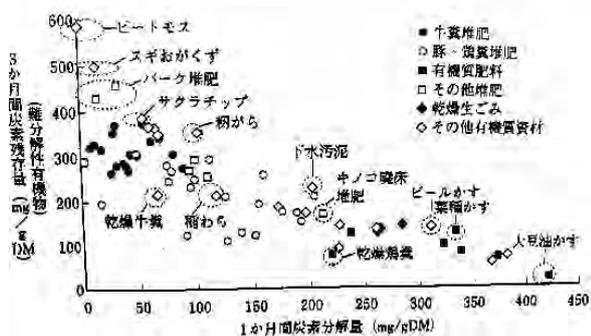 3か月間炭素残存量（mg/gDM）
（難分解性有機物）
600
500
400
300
200
100
0
ピートモス
スギおがくず
バーク堆肥
サクラチップ
籾がら
乾燥牛糞
稲わら
下水汚泥
キノコ廃床
堆肥
乾燥鶏糞
ビールかす
菜種かす
大豆油かす
牛糞堆肥
豚・鶏糞堆肥
有機質肥料
その他堆肥
乾燥生ごみ
その他有機質資材
0 50 100 150 200 250 300 350 400 450
1か月間炭素分解量（mg/gDM）